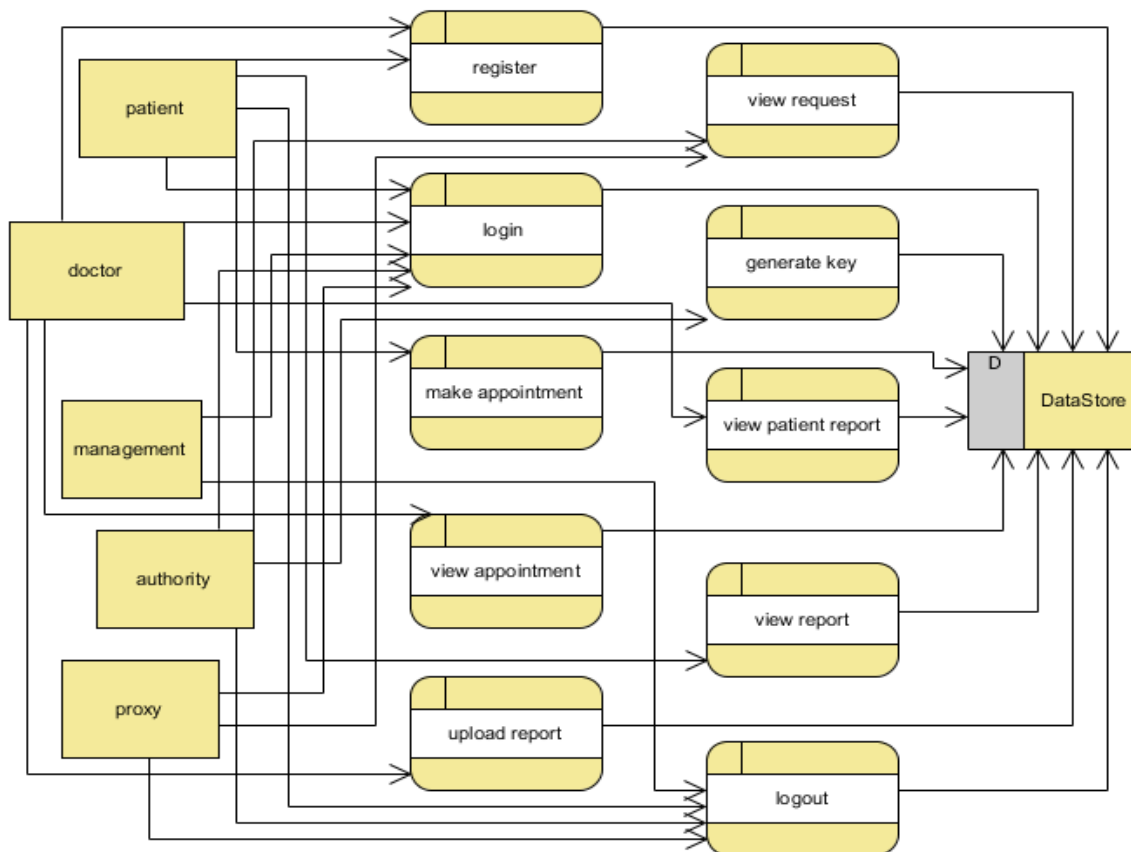 register
view request
patient
login
doctor
generate key
D
make appointment
DataStore
view patient report
management
view appointment
authority
view report
proxy
upload report
logout